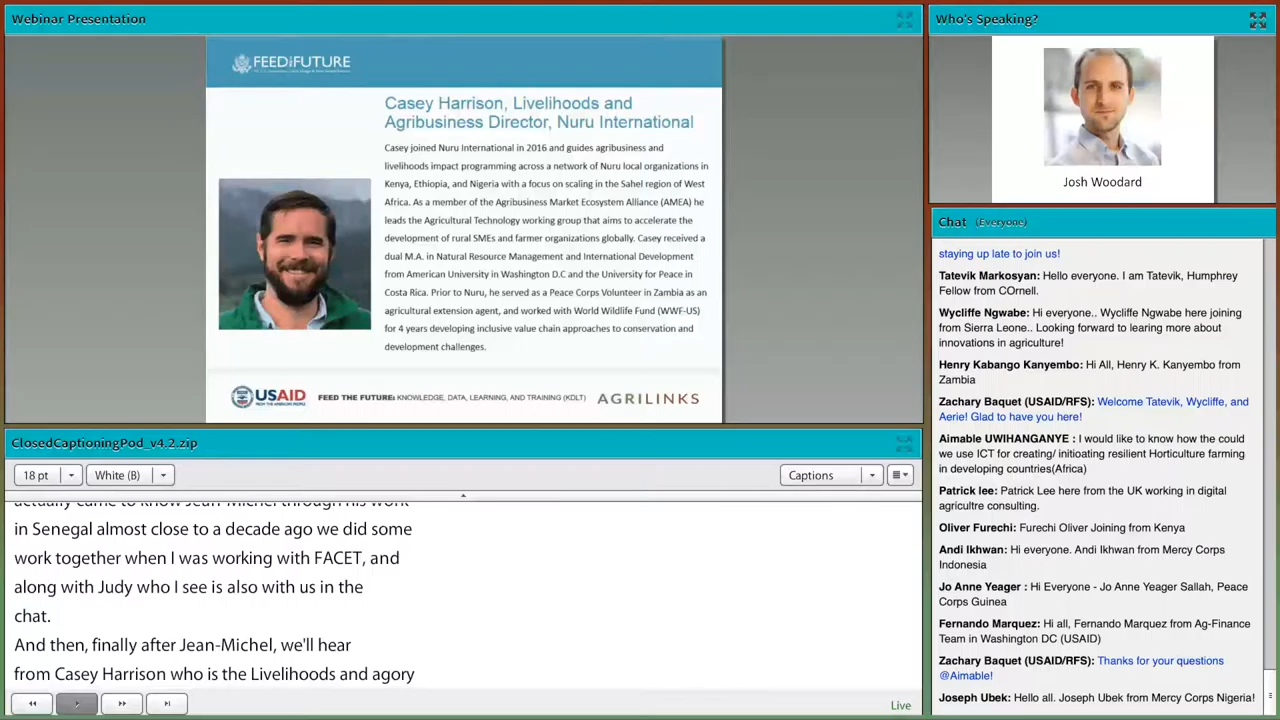 Webinar Presentation
FEED THE FUTURE
Casey Harrison, Livelihoods and
Agribusiness Director, Nuru International
Casey joined Nuru International in 2016 and guides agribusiness and
livelihoods impact programming across a network of Nuru local organizations in
Kenya, Ethiopia, and Nigeria with a focus on scaling in the Sahel region of West
Africa. As a member of the Agribusiness Market Ecosystem Alliance (AMEA) he
leads the Agricultural Technology working group that aims to accelerate the
development of rural SMEs and farmer organizations globally. Casey received a
dual M.A. in Natural Resource Management and International Development
from American University in Washington D.C and the University for Peace in
Costa Rica. Prior to Nuru, he served as a Peace Corps Volunteer in Zambia as an
agricultural extension agent, and worked with World Wildlife Fund (WWF-US)
for 4 years developing inclusive value chain approaches to conservation and
development challenges.
USAID
FROM THE AMERICAN PEOPLE
FEED THE FUTURE: KNOWLEDGE, DATA, LEARNING, AND TRAINING (KDLT)
AGRILINKS
ClosedCaptioningPod_v4.2.zip
18 pt
White (B)
Captions
actually came to know Jean-Michel through his work
in Senegal almost close to a decade ago we did some
work together when I was working with FACET, and
along with Judy who I see is also with us in the
chat.
And then, finally after Jean-Michel, we'll hear
from Casey Harrison who is the Livelihoods and agory
Live
Who's Speaking?
Josh Woodard
Chat (Everyone)
staying up late to join us!
Tatevik Markosyan: Hello everyone. I am Tatevik, Humphrey
Fellow from COrnell.
Wycliffe Ngwabe: Hi everyone.. Wycliffe Ngwabe here joining
from Sierra Leone.. Looking forward to learing more about
innovations in agriculture!
Henry Kabango Kanyembo: Hi All, Henry K. Kanyembo from
Zambia
Zachary Baquet (USAID/RFS): Welcome Tatevik, Wycliffe, and
Aerie! Glad to have you here!
Aimable UWIHANGANYE : I would like to know how the could
we use ICT for creating/ initioating resilient Horticulture farming
in developing countries(Africa)
Patrick lee: Patrick Lee here from the UK working in digital
agricultre consulting.
Oliver Furechi: Furechi Oliver Joining from Kenya
Andi Ikhwan: Hi everyone. Andi Ikhwan from Mercy Corps
Indonesia
Jo Anne Yeager : Hi Everyone - Jo Anne Yeager Sallah, Peace
Corps Guinea
Fernando Marquez: Hi all, Fernando Marquez from Ag-Finance
Team in Washington DC (USAID)
Zachary Baquet (USAID/RFS): Thanks for your questions
@Aimable!
Joseph Ubek: Hello all. Joseph Ubek from Mercy Corps Nigeria!